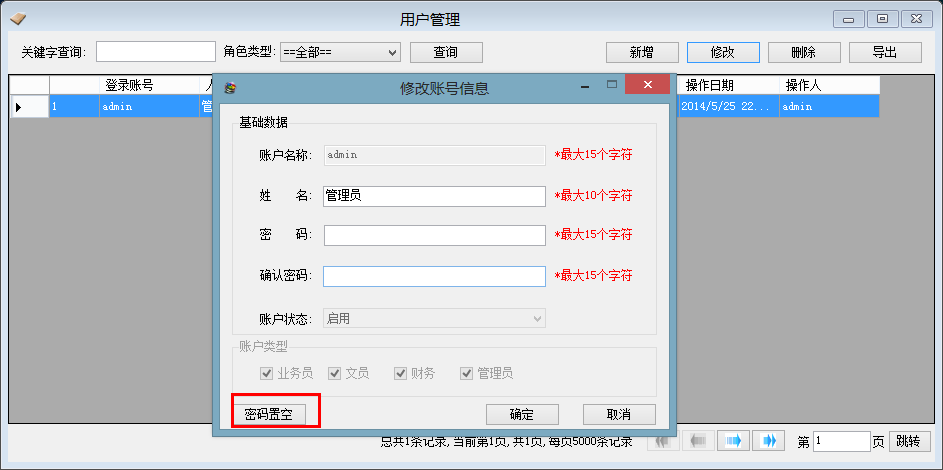 用户管理
关键字查询: 角色类型: ==全部== 查询 新增 修改 删除 导出
登录账号 操作日期 操作人
1 admin 管 2014/5/25 22... admin
修改账号信息
基础数据
账户名称: admin *最大15个字符
姓 名: 管理员 *最大10个字符
密 码: *最大15个字符
确认密码: *最大15个字符
账户状态: 启用
账户类型
业务员 文员 财务 管理员
密码置空 确定 取消
总共1条记录, 当前第1页, 共1页, 每页5000条记录 第 1 页 跳转